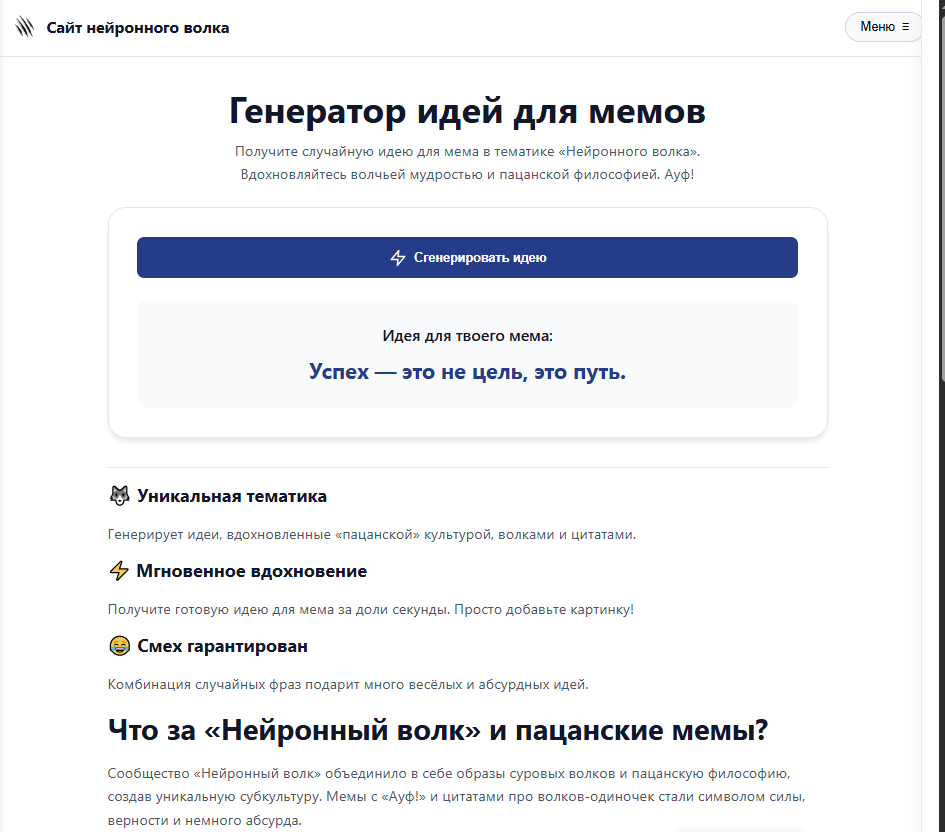 Сайт нейронного волка
Меню ≡
Генератор идей для мемов
Получите случайную идею для мема в тематике «Нейронного волка».
Вдохновляйтесь волчьей мудростью и пацанской философией. Ауф!
Сгенерировать идею
Идея для твоего мема:
Успех — это не цель, это путь.
🐺 Уникальная тематика
Генерирует идеи, вдохновленные «пацанской» культурой, волками и цитатами.
⚡ Мгновенное вдохновение
Получите готовую идею для мема за доли секунды. Просто добавьте картинку!
😂 Смех гарантирован
Комбинация случайных фраз подарит много весёлых и абсурдных идей.
Что за «Нейронный волк» и пацанские мемы?
Сообщество «Нейронный волк» объединило в себе образы суровых волков и пацанскую философию,
создав уникальную субкультуру. Мемы с «Ауф!» и цитатами про волков-одиночек стали символом силы,
верности и немного абсурда.